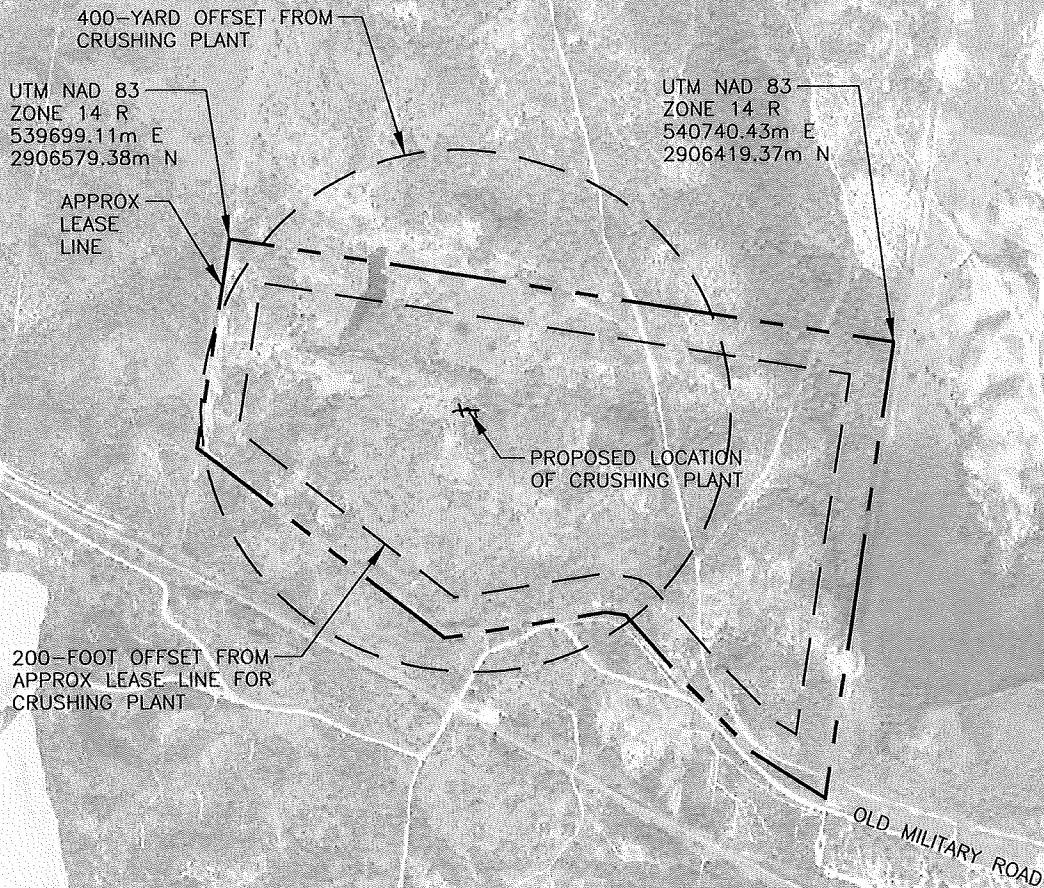 400-YARD OFFSET FROM
CRUSHING PLANT
UTM NAD 83
ZONE 14 R
539699.11m E
2906579.38m N
UTM NAD 83
ZONE 14 R
540740.43m E
2906419.37m N
APPROX
LEASE
LINE
PROPOSED LOCATION
OF CRUSHING PLANT
200-FOOT OFFSET FROM
APPROX LEASE LINE FOR
CRUSHING PLANT
OLD MILITARY ROAD